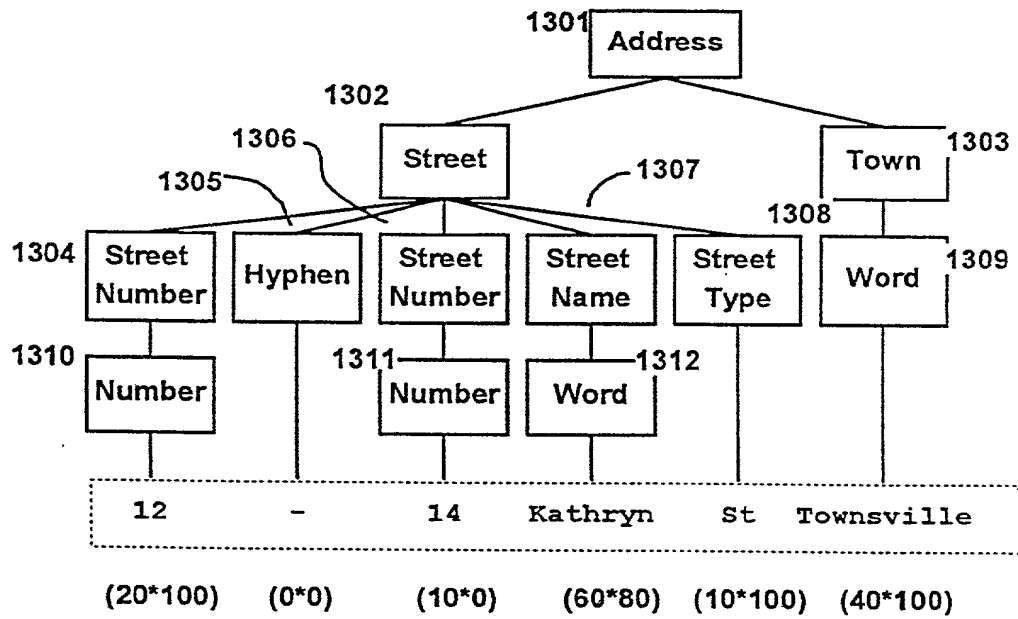 1301
Address
1302
1306
Street
1303
Town
1305
1307
1308
1304
Street Number
Hyphen
Street Number
Street Name
Street Type
Word
1309
1310
Number
1311
Number
1312
Word
12 - 14 Kathryn St Townsville
(20*100) (0*0) (10*0) (60*80) (10*100) (40*100)